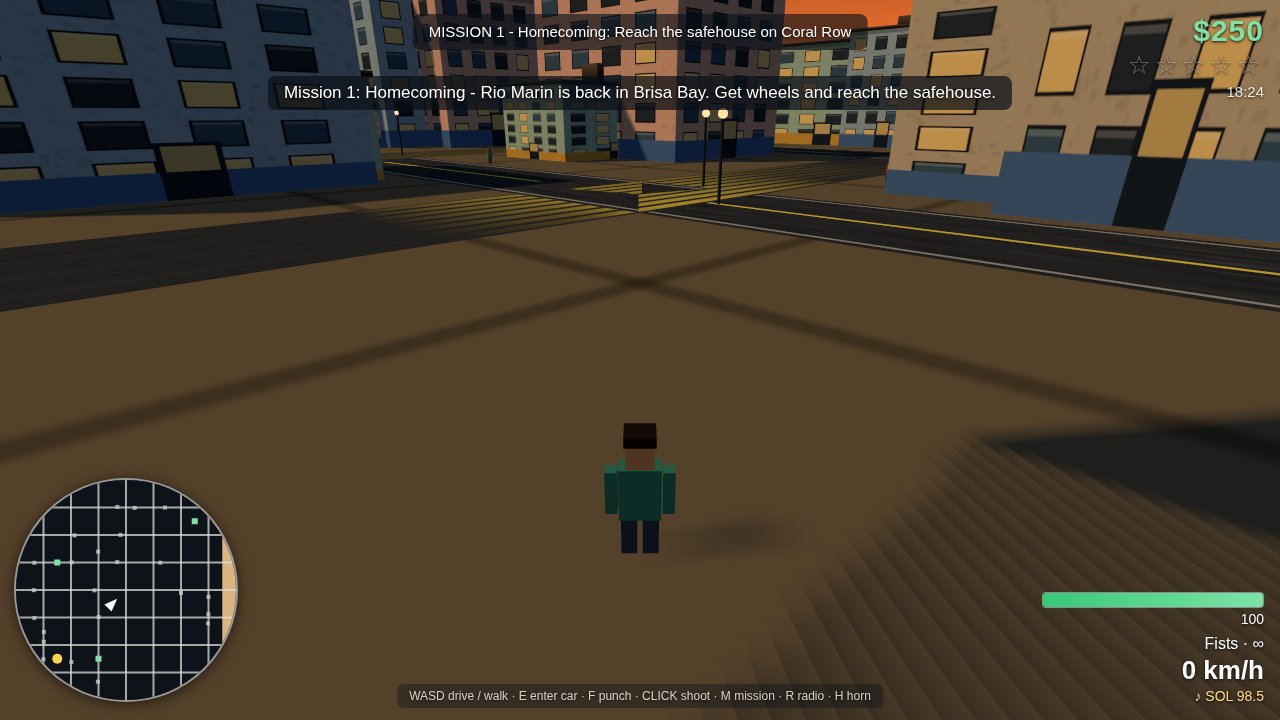 MISSION 1 - Homecoming: Reach the safehouse on Coral Row
$250
Mission 1: Homecoming - Rio Marin is back in Brisa Bay. Get wheels and reach the safehouse.
18:24
100
Fists · ∞
0 km/h
♪ SOL 98.5
WASD drive / walk · E enter car · F punch · CLICK shoot · M mission · R radio · H horn